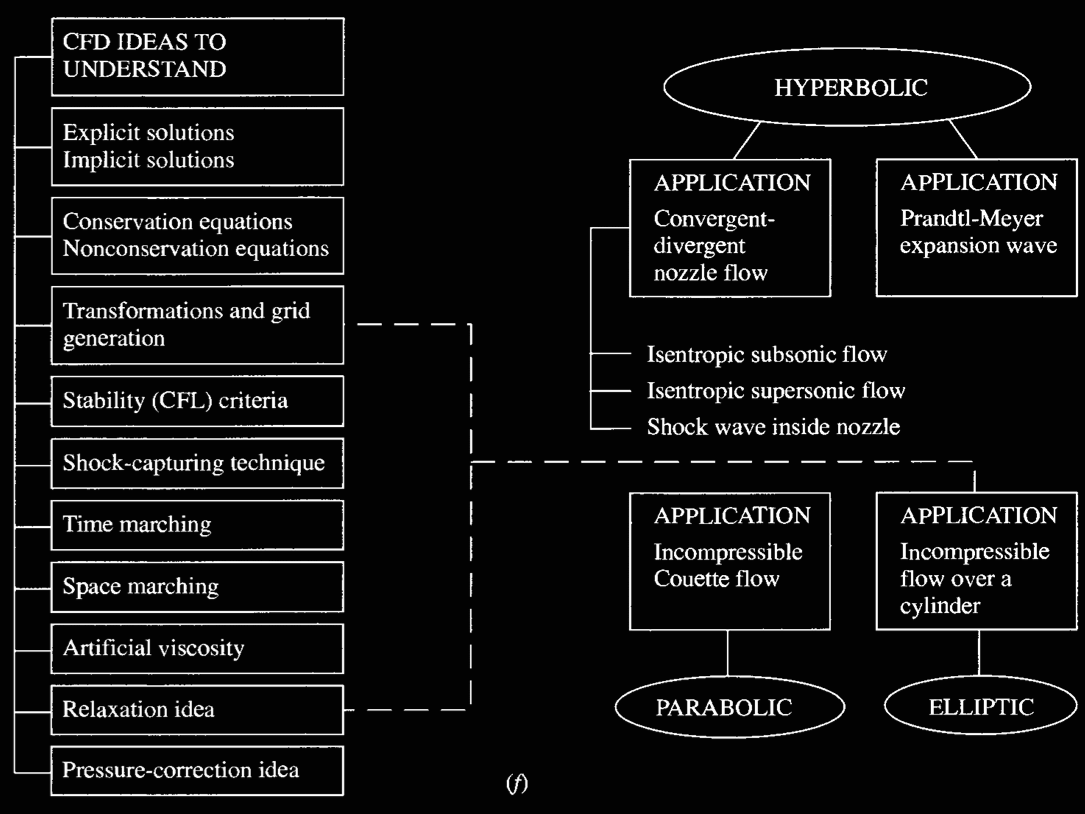 CFD IDEAS TO
UNDERSTAND
Explicit solutions
Implicit solutions
Conservation equations
Nonconservation equations
Transformations and grid
generation
Stability (CFL) criteria
Shock-capturing technique
Time marching
Space marching
Artificial viscosity
Relaxation idea
Pressure-correction idea
HYPERBOLIC
APPLICATION
Convergent-
divergent
nozzle flow
APPLICATION
Prandtl-Meyer
expansion wave
Isentropic subsonic flow
Isentropic supersonic flow
Shock wave inside nozzle
APPLICATION
Incompressible
Couette flow
APPLICATION
Incompressible
flow over a
cylinder
PARABOLIC
ELLIPTIC
(f)